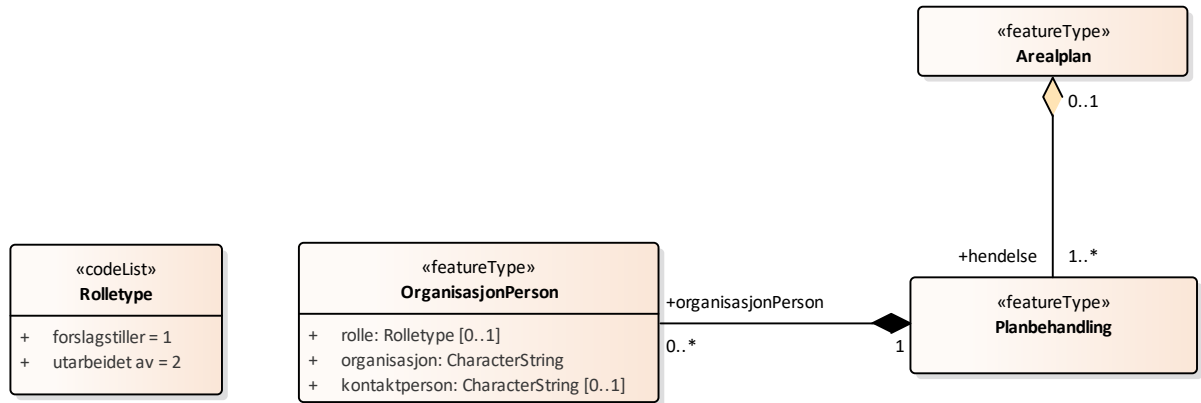 «featureType»
Arealplan
0..1
+hendelse 1..*
«codeList»
Rolletype
+ forslagstiller = 1
+ utarbeidet av = 2
«featureType»
OrganisasjonPerson
+ rolle: Rolletype [0..1]
+ organisasjon: CharacterString
+ kontaktperson: CharacterString [0..1]
+organisasjonPerson
0..*
1
«featureType»
Planbehandling